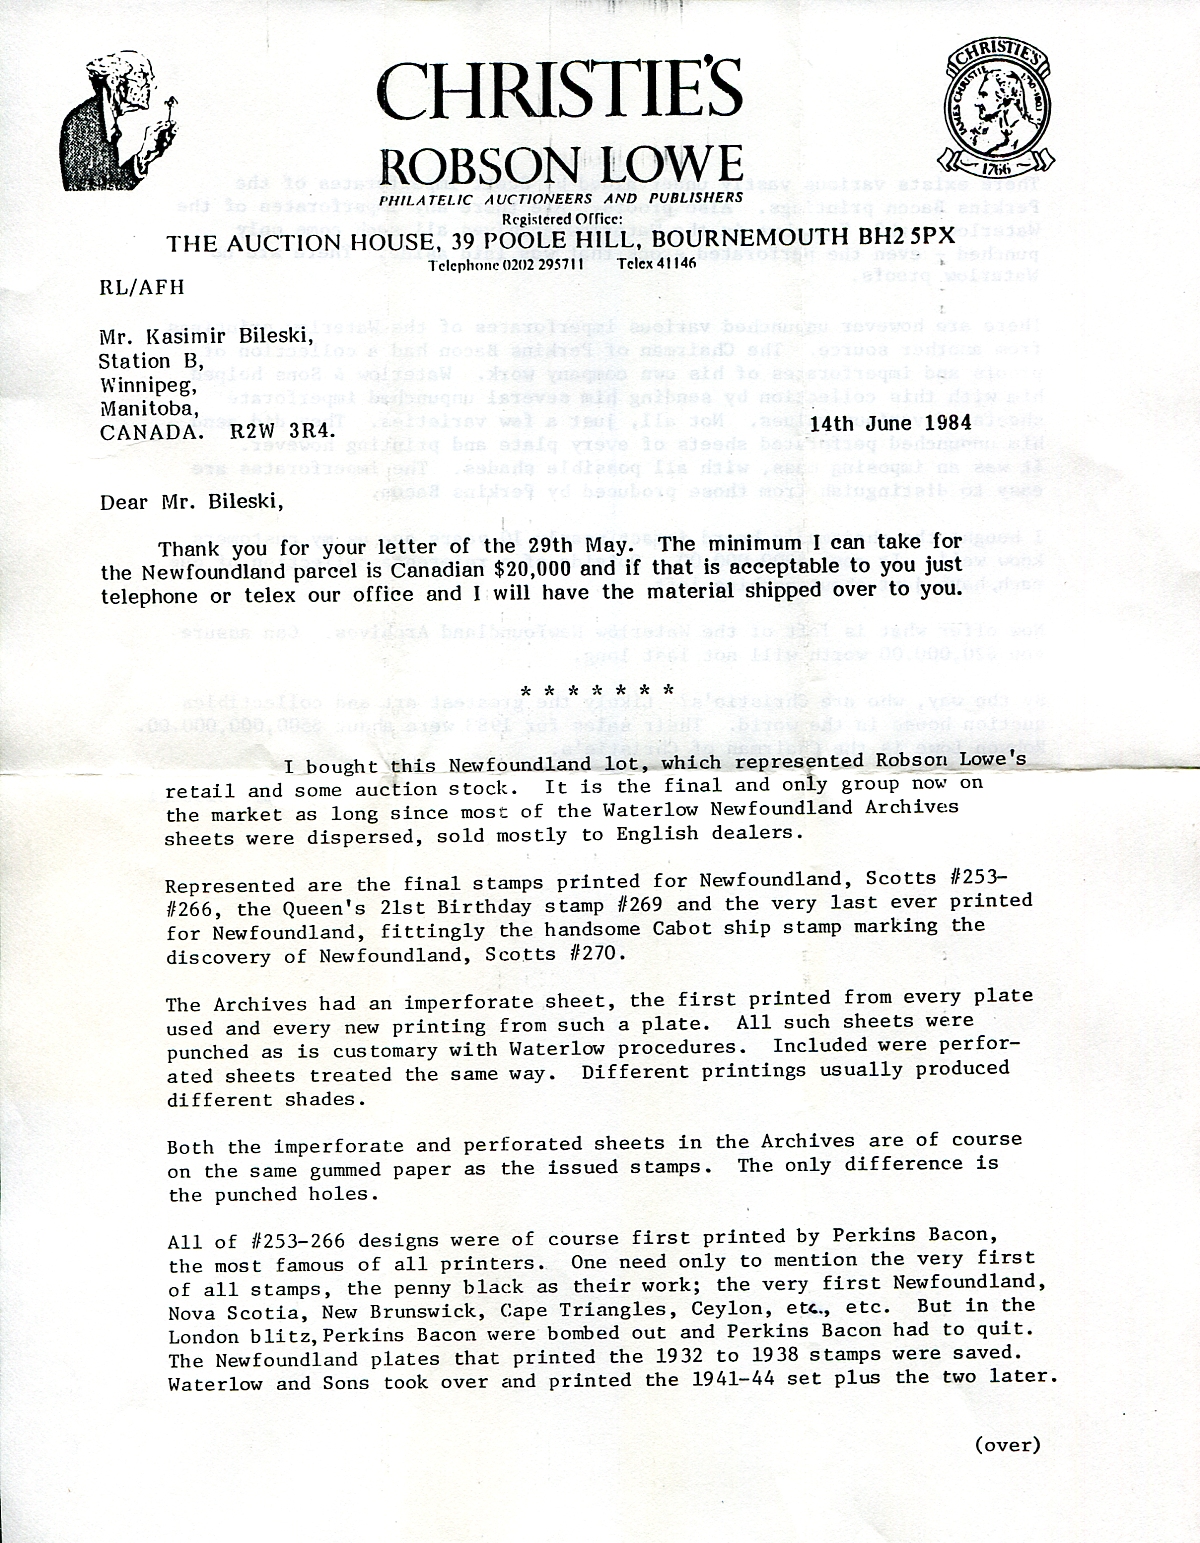 CHRISTIE'S
ROBSON LOWE
PHILATELIC AUCTIONEERS AND PUBLISHERS
Registered Office:
THE AUCTION HOUSE, 39 POOLE HILL, BOURNEMOUTH BH2 5PX
Telephone 0202 295711 Telex 41146
CHRISTIE'S
JAMES CHRISTIE
1766
RL/AFH
Mr. Kasimir Bileski,
Station B,
Winnipeg,
Manitoba,
CANADA. R2W 3R4.
14th June 1984
Dear Mr. Bileski,
Thank you for your letter of the 29th May. The minimum I can take for
the Newfoundland parcel is Canadian $20,000 and if that is acceptable to you just
telephone or telex our office and I will have the material shipped over to you.
* * * * * * *
I bought this Newfoundland lot, which represented Robson Lowe's
retail and some auction stock. It is the final and only group now on
the market as long since most of the Waterlow Newfoundland Archives
sheets were dispersed, sold mostly to English dealers.
Represented are the final stamps printed for Newfoundland, Scotts #253-
#266, the Queen's 21st Birthday stamp #269 and the very last ever printed
for Newfoundland, fittingly the handsome Cabot ship stamp marking the
discovery of Newfoundland, Scotts #270.
The Archives had an imperforate sheet, the first printed from every plate
used and every new printing from such a plate. All such sheets were
punched as is customary with Waterlow procedures. Included were perfor-
ated sheets treated the same way. Different printings usually produced
different shades.
Both the imperforate and perforated sheets in the Archives are of course
on the same gummed paper as the issued stamps. The only difference is
the punched holes.
All of #253-266 designs were of course first printed by Perkins Bacon,
the most famous of all printers. One need only to mention the very first
of all stamps, the penny black as their work; the very first Newfoundland,
Nova Scotia, New Brunswick, Cape Triangles, Ceylon, etc., etc. But in the
London blitz, Perkins Bacon were bombed out and Perkins Bacon had to quit.
The Newfoundland plates that printed the 1932 to 1938 stamps were saved.
Waterlow and Sons took over and printed the 1941-44 set plus the two later.
(over)